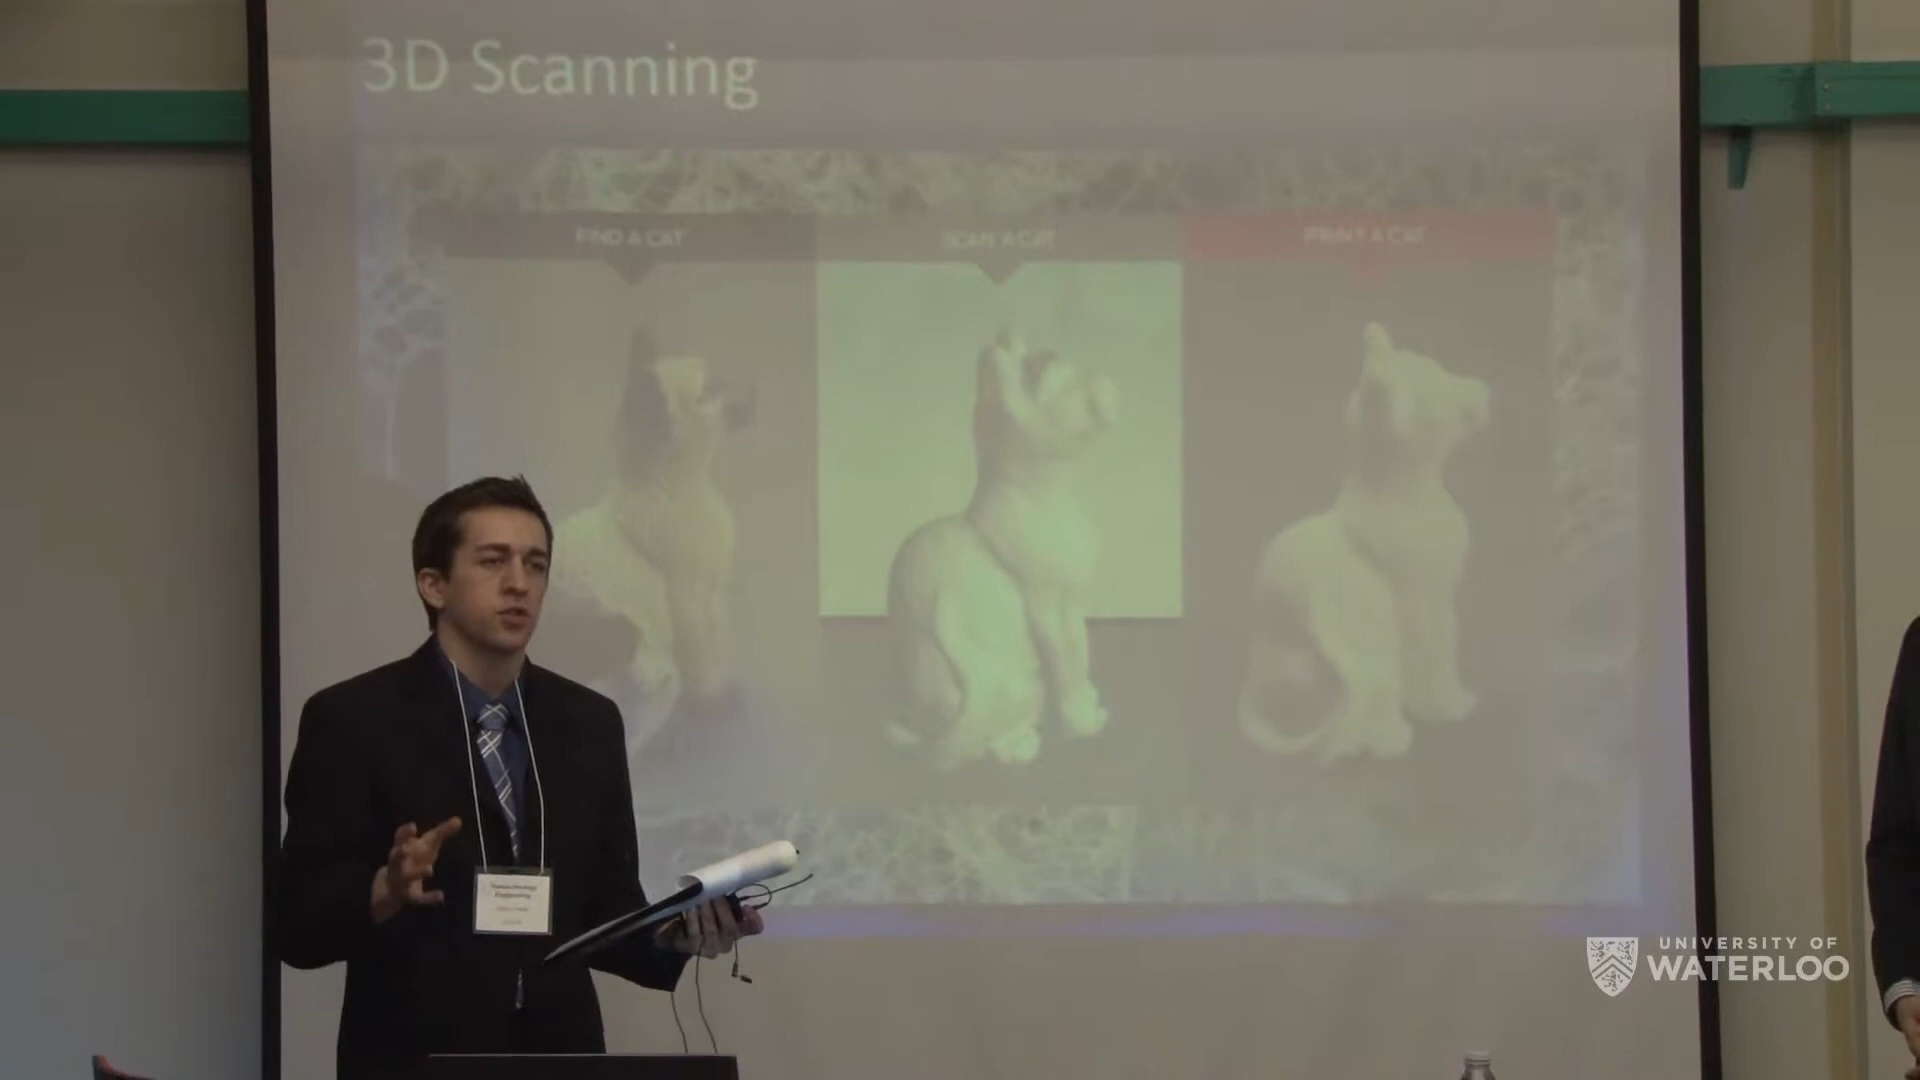 3D Scanning
FIND A CAT
SCAN A CAT
PRINT A CAT
UNIVERSITY OF
WATERLOO